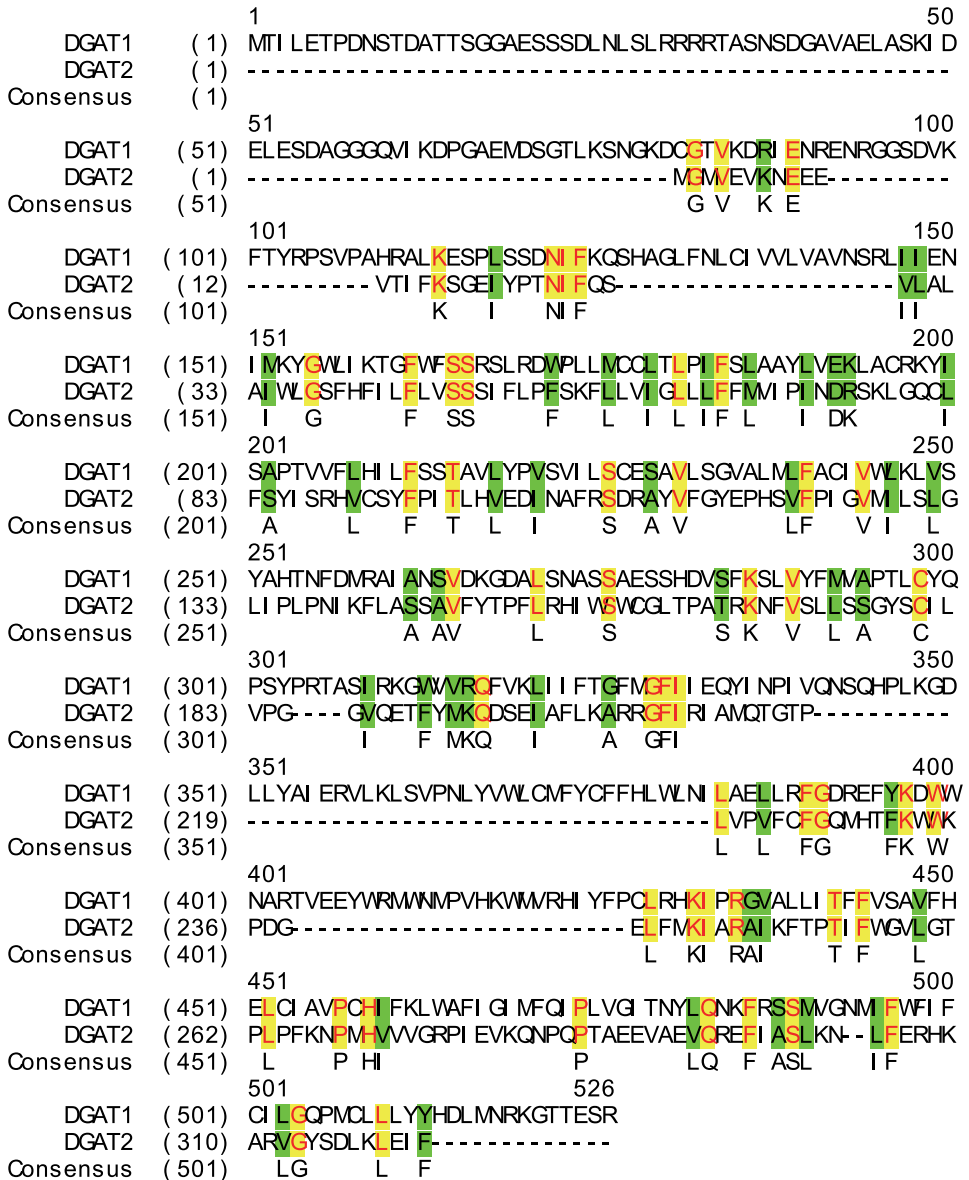 1 50
DGAT1 (1) MTILETPDNSTDATTSGGAESSSDLNLSLRRRRTASNSDGAVAELASKID
DGAT2 (1) --------------------------------------------------
Consensus (1)
51 100
DGAT1 (51) ELESDAGGGQVIKDPGAEMDSGTLKSNGKDCGTVKDRIENRENRGGSDVK
DGAT2 (1) ------------------------------MGMVEVKNEEE---------
Consensus (51) G V K E
101 150
DGAT1 (101) FTYRPSVPAHRALKESPLSSDNIFKQSHAGLFNLCIVVLVAVNSRLIIEN
DGAT2 (12) ---------VTIFKSGEIYPTNIFQS--------------------VLAL
Consensus (101) K I NIF II
151 200
DGAT1 (151) IMKYGWLIKTGFWFSSRSLRDWPLLMCCLTLPIFSLAAYLVEKLACRKYI
DGAT2 (33) AIWLGSFHFILFLVSSSIFLPFSKFLLVIGLLLFFMVIPINDRSKLGQCL
Consensus (151) I G F SS F L I L I F L I DK I
201 250
DGAT1 (201) SAPTVVFLHILFSSTAVLYPVSVILSCESAVLSGVALMLFACIVWLKLVS
DGAT2 (83) FSYISRHVCSYFPITLHVEDINAFRSDRAYVFGYEPHSVFPIGVMILSLG
Consensus (201) A L F T L I S A V LF V I L
251 300
DGAT1 (251) YAHTNFDMRAIANSVDKGDALSNASSAESSHDVSFKSLVYFMVAPTLCYQ
DGAT2 (133) LIPLPNIKFLASSAVFYTPFLRHIWSWCGLTPATRKNFVSLLSSGYSCIL
Consensus (251) A AV L S S K V L A C
301 350
DGAT1 (301) PSYPRTASIRKGWVVRQFVKLIIFTGFMGFIIEQYINPIVQNSQHPLKGD
DGAT2 (183) VPG----GVQETFYMKQDSEIAFLKARRGFIRIAMQTGTP----------
Consensus (301) I F MKQ I A GFI
351 400
DGAT1 (351) LLYAIERVLKLSVPNLYVWLCMFYCFFHLWLNILAELLRFGDREFYKDWW
DGAT2 (219) ---------------------------------LVPVFCFGQMHTFKWWK
Consensus (351) L L FG FK W
401 450
DGAT1 (401) NARTVEEYWRMWNMPVHKWMVRHIYFPCLRHKIPRGVALLITFFVSAVFH
DGAT2 (236) PDG-------------------------ELFMKIARAIKFTPTIFWGVLGT
Consensus (401) L KI RAI T F L
451 500
DGAT1 (451) ELCIAVPCHIFKLWAFIGIMFQIPLVGITNYLQNKFRSSMVGNMIFWFIF
DGAT2 (262) PLPFKNPMHVVVGRPIEVKQNPQPTAEEVAEVQREFIASLKN--LFERHK
Consensus (451) L P HI P LQ F ASL IF
501 526
DGAT1 (501) CILGQPMCLLLYYHDLMNRKGTTESR
DGAT2 (310) ARVGYSDLKLEIF-------------
Consensus (501) LG L F